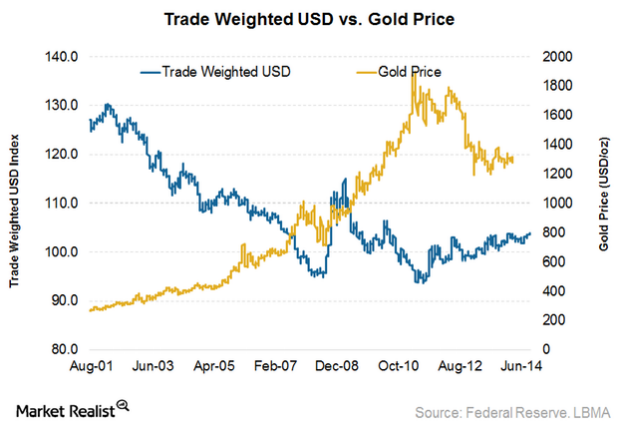 Trade Weighted USD vs. Gold Price
Trade Weighted USD
Gold Price
Trade Weighted USD Index
140.0
130.0
120.0
110.0
100.0
90.0
80.0
2000
1800
1600
1400
1200
1000
800
600
400
200
0
Gold Price (USD/oz)
Aug-01 Jun-03 Apr-05 Feb-07 Dec-08 Oct-10 Aug-12 Jun-14
Market Realist
Source: Federal Reserve. LBMA